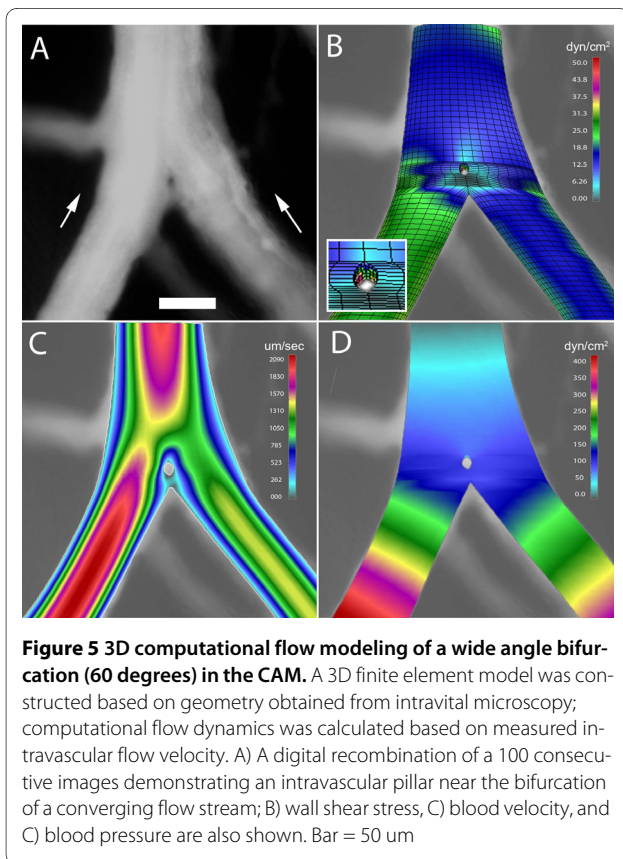 A
B
dyn/cm²
50.0
43.8
37.5
31.3
25.0
18.8
12.5
6.26
0.00
C
um/sec
2090
1830
1570
1310
1050
785
523
262
000
D
dyn/cm²
400
350
300
250
200
150
100
50
0.0
Figure 5 3D computational flow modeling of a wide angle bifur-
cation (60 degrees) in the CAM. A 3D finite element model was con-
structed based on geometry obtained from intravital microscopy;
computational flow dynamics was calculated based on measured in-
travascular flow velocity. A) A digital recombination of a 100 consecu-
tive images demonstrating an intravascular pillar near the bifurcation
of a converging flow stream; B) wall shear stress, C) blood velocity, and
C) blood pressure are also shown. Bar = 50 um